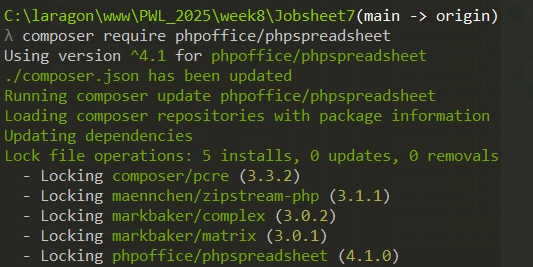 C:\laragon\www\PWL_2025\week8\Jobsheet7(main -> origin)
λ composer require phpoffice/phpspreadsheet
Using version ^4.1 for phpoffice/phpspreadsheet
./composer.json has been updated
Running composer update phpoffice/phpspreadsheet
Loading composer repositories with package information
Updating dependencies
Lock file operations: 5 installs, 0 updates, 0 removals
  - Locking composer/pcre (3.3.2)
  - Locking maennchen/zipstream-php (3.1.1)
  - Locking markbaker/complex (3.0.2)
  - Locking markbaker/matrix (3.0.1)
  - Locking phpoffice/phpspreadsheet (4.1.0)